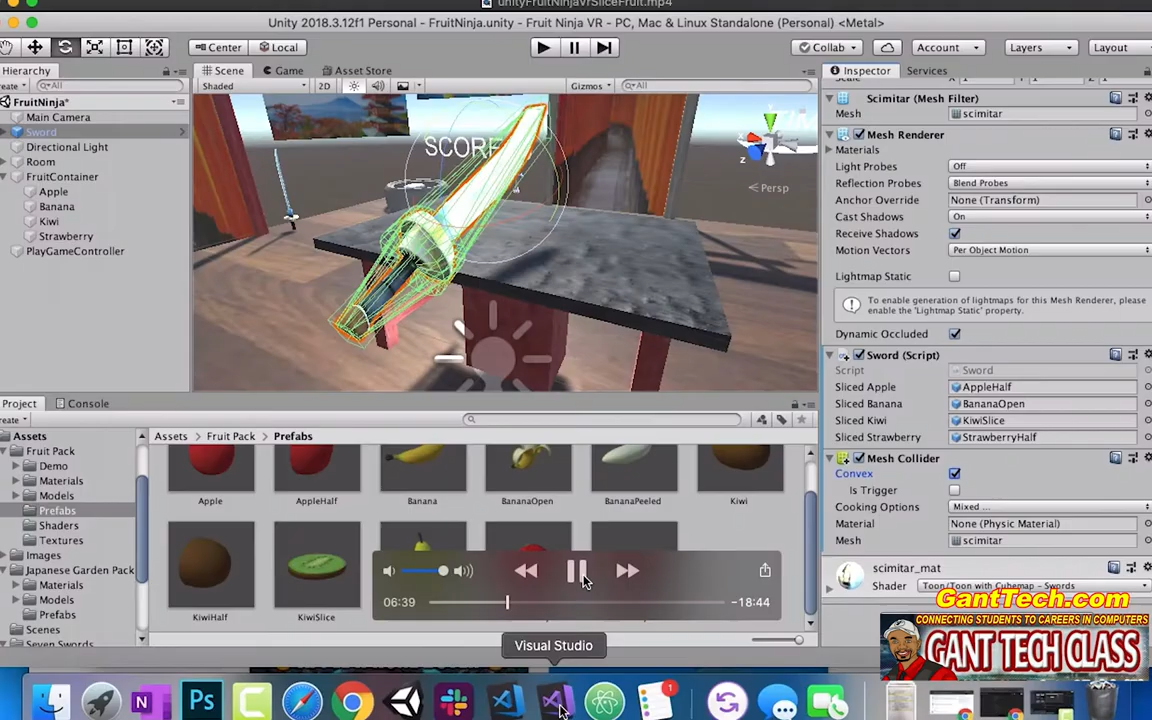 unityFruitNinjaVrSliceFruit.mp4
Unity 2018.3.12f1 Personal - FruitNinja.unity - Fruit Ninja VR - PC, Mac & Linux Standalone (Personal) <Metal>
Center
Local
Collab
Account
Layers
Layout
Hierarchy
Scene
Game
Asset Store
Inspector
Services
reate
All
Shaded
2D
Gizmos
All
FruitNinja*
Main Camera
Sword
Directional Light
Room
FruitContainer
Apple
Banana
Kiwi
Strawberry
PlayGameController
SCORE
Persp
z
Scimitar (Mesh Filter)
Mesh
scimitar
Mesh Renderer
Materials
Light Probes
Off
Reflection Probes
Blend Probes
Anchor Override
None (Transform)
Cast Shadows
On
Receive Shadows
Motion Vectors
Per Object Motion
Lightmap Static
To enable generation of lightmaps for this Mesh Renderer, please
enable the 'Lightmap Static' property.
Dynamic Occluded
Sword (Script)
Script
Sword
Sliced Apple
AppleHalf
Sliced Banana
BananaOpen
Sliced Kiwi
KiwiSlice
Sliced Strawberry
StrawberryHalf
Mesh Collider
Convex
Is Trigger
Cooking Options
Mixed ...
Material
None (Physic Material)
Mesh
scimitar
scimitar_mat
Shader
Toon/Toon with Cubemap - Swords
Project
Console
reate
Assets
Fruit Pack
Demo
Materials
Models
Prefabs
Shaders
Textures
Images
Japanese Garden Pack
Materials
Models
Prefabs
Scenes
Seven Swords
Assets
Fruit Pack
Prefabs
Apple
AppleHalf
Banana
BananaOpen
BananaPeeled
Kiwi
KiwiHalf
KiwiSlice
06:39
-18:44
Visual Studio
GantTech.com
CONNECTING STUDENTS TO CAREERS IN COMPUTERS
GANT TECH CLASS
N
Ps
1